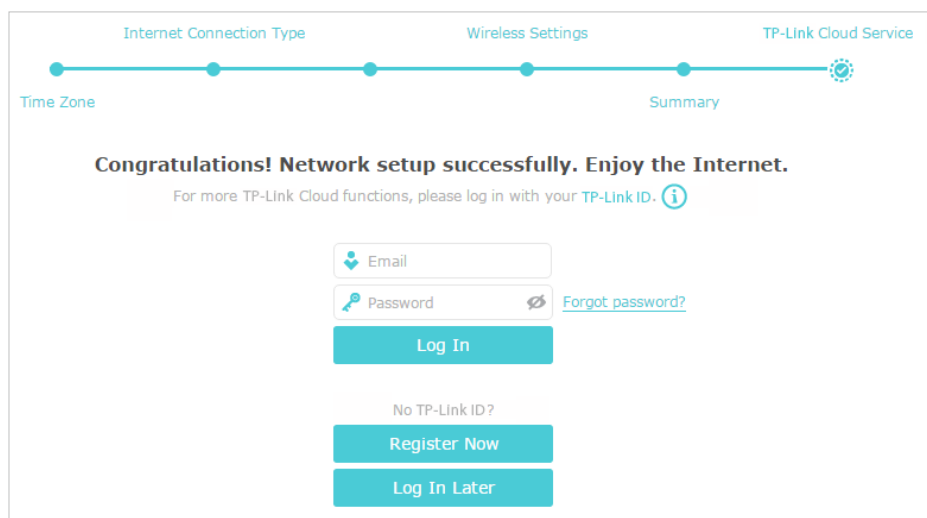 Internet Connection Type Wireless Settings TP-Link Cloud Service
Time Zone Summary
Congratulations! Network setup successfully. Enjoy the Internet.
For more TP-Link Cloud functions, please log in with your TP-Link ID. i
Email
Password Forgot password?
Log In
No TP-Link ID?
Register Now
Log In Later